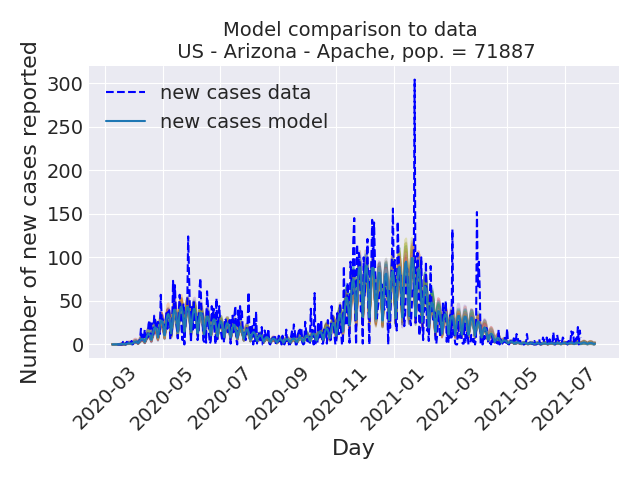 Model comparison to data
US - Arizona - Apache, pop. = 71887
Number of new cases reported
300
250
200
150
100
50
0
new cases data
new cases model
2020-03
2020-05
2020-07
2020-09
2020-11
2021-01
2021-03
2021-05
2021-07
Day